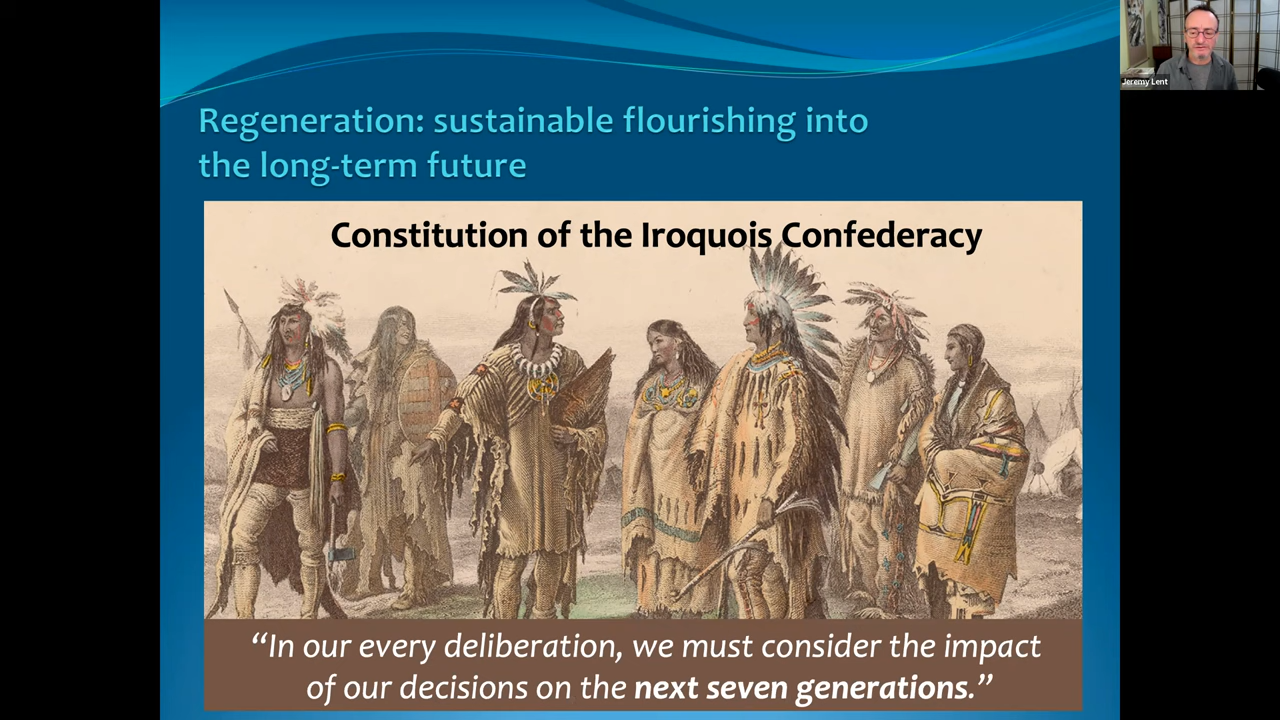 Regeneration: sustainable flourishing into
the long-term future
Constitution of the Iroquois Confederacy
“In our every deliberation, we must consider the impact
of our decisions on the next seven generations.”
Jeremy Lent